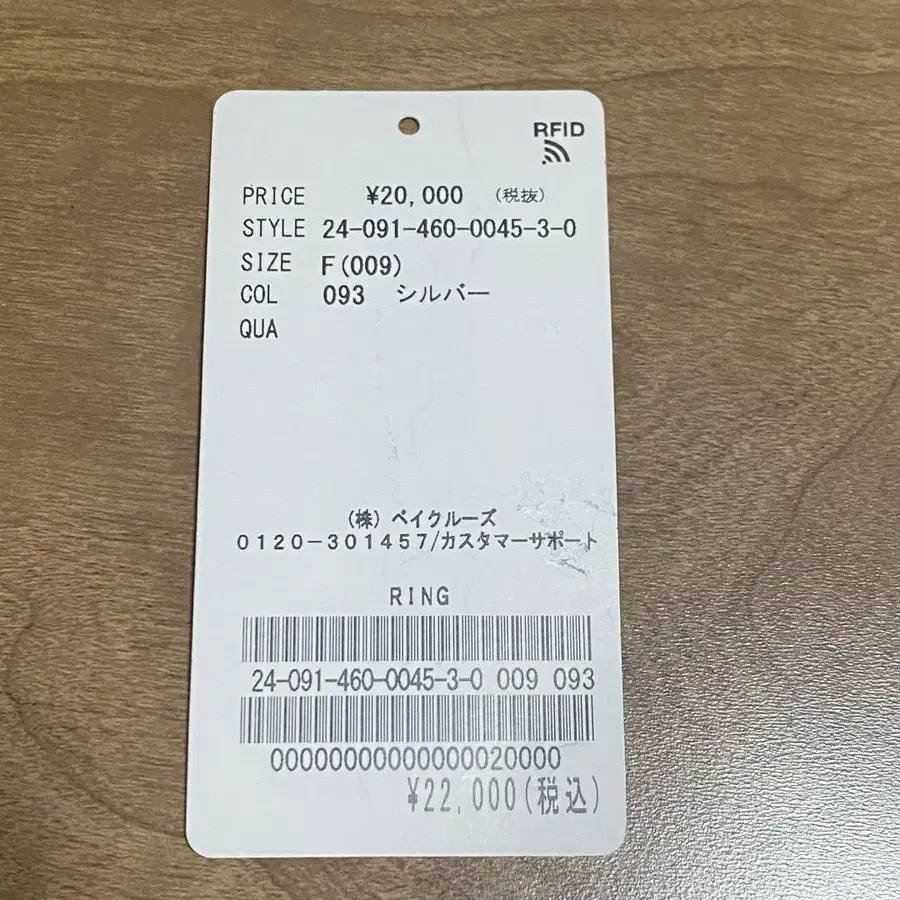 RFID
PRICE ¥20,000 (税抜)
STYLE 24-091-460-0045-3-0
SIZE F(009)
COL 093 シルバー
QUA
(株) ベイクルーズ
0120-301457/カスタマーサポート
RING
24-091-460-0045-3-0 009 093
00000000000000020000
¥22,000(税込)